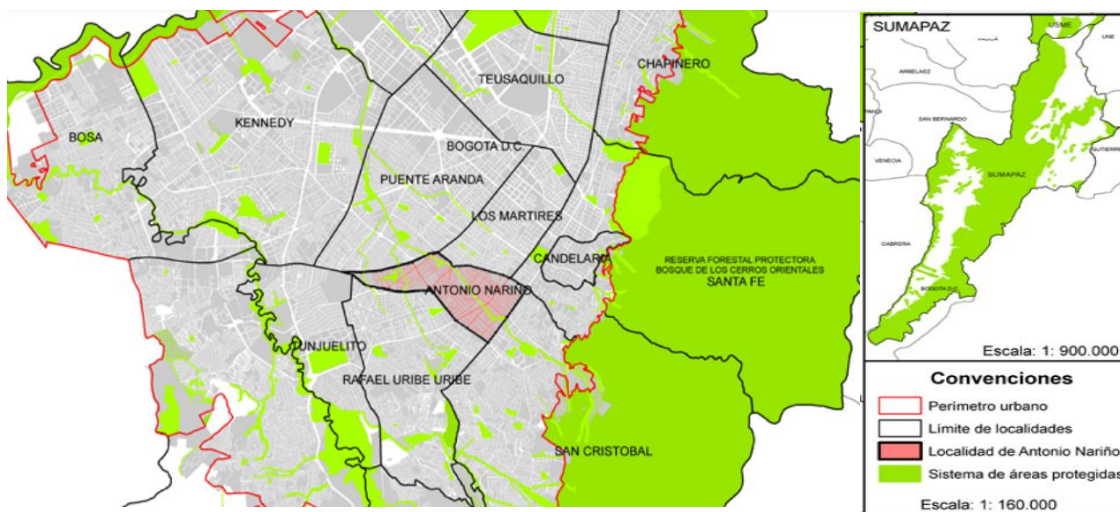 CHAPINERO
TEUSAQUILLO
KENNEDY
BOSA
BOGOTA D.C.
PUENTE ARANDA
LOS MARTIRES
CANDELARIA
RESERVA FORESTAL PROTECTORA
BOSQUE DE LOS CERROS ORIENTALES
SANTA FE
ANTONIO NARIÑO
TUNJUELITO
RAFAEL URIBE URIBE
SAN CRISTOBAL
SUMAPAZ
USME
UNE
ARBELAEZ
SAN BERNARDO
GUTIERRE
VENECIA
SUMAPAZ
CABRERA
BOGOTA D.C.
Escala: 1: 900.000
Convenciones
Perímetro urbano
Limite de localidades
Localidad de Antonio Nariño
Sistema de áreas protegidas
Escala: 1: 160.000